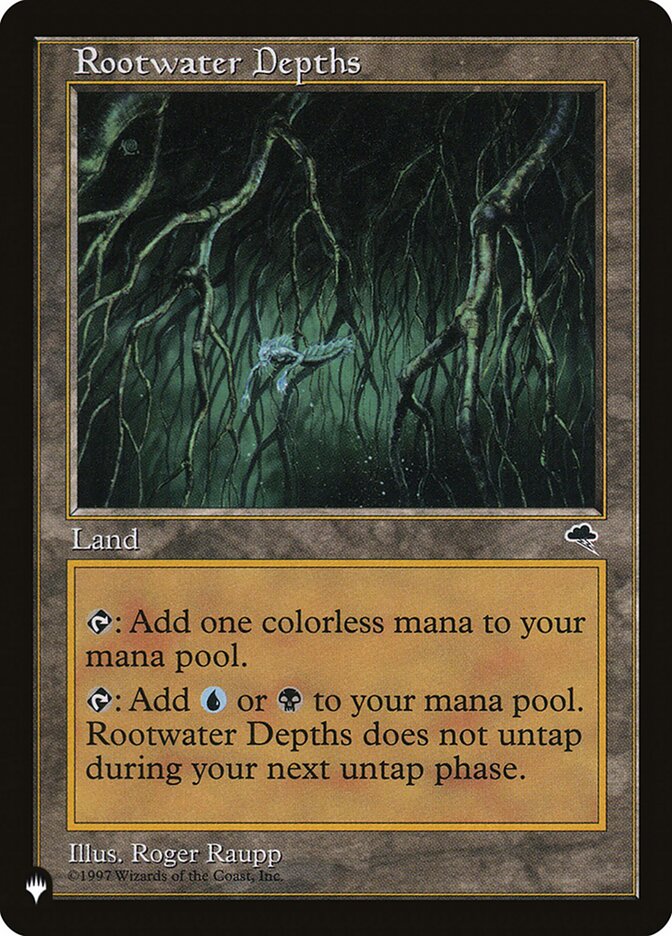 Rootwater Depths
Land
: Add one colorless mana to your
mana pool.
: Add or to your mana pool.
Rootwater Depths does not untap
during your next untap phase.
Illus. Roger Raupp
©1997 Wizards of the Coast, Inc.